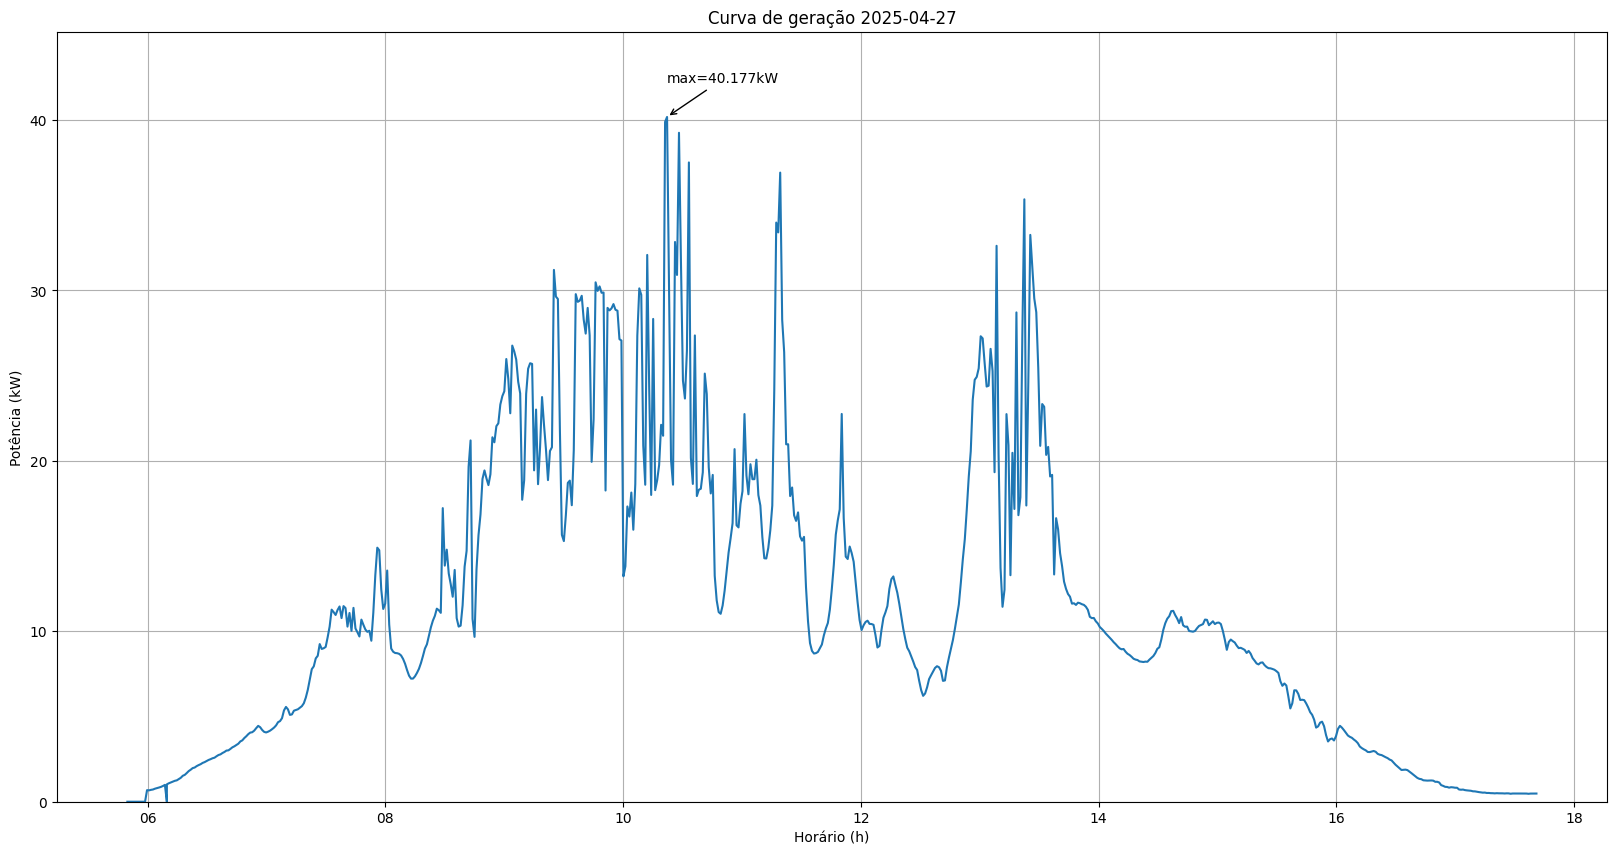 Curva de geração 2025-04-27
max=40.177kW
40
30
20
10
0
Potência (kW)
06 08 10 12 14 16 18
Horário (h)